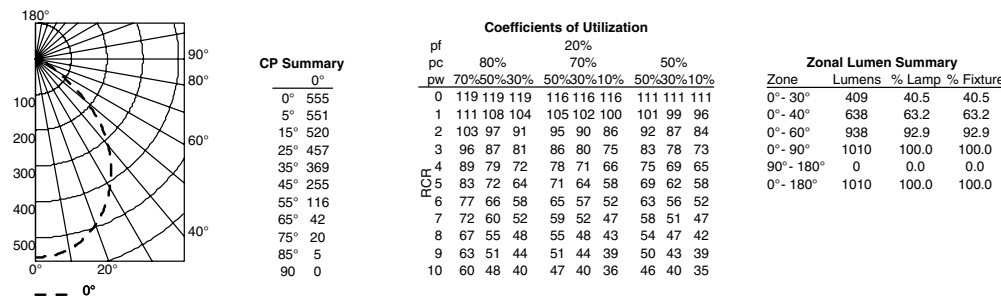 180°
90°
80°
60°
40°
20°
0°
100
200
300
400
500
0°
CP Summary
0°
0° 555
5° 551
15° 520
25° 457
35° 369
45° 255
55° 116
65° 42
75° 20
85° 5
90 0
Coefficients of Utilization
pf 20%
pc 80% 70% 50%
pw 70%50%30% 50%30%10% 50%30%10%
RCR
0 119 119 119 116 116 116 111 111 111
1 111 108 104 105 102 100 101 99 96
2 103 97 91 95 90 86 92 87 84
3 96 87 81 86 80 75 83 78 73
4 89 79 72 78 71 66 75 69 65
5 83 72 64 71 64 58 69 62 58
6 77 66 58 65 57 52 63 56 52
7 72 60 52 59 52 47 58 51 47
8 67 55 48 55 48 43 54 47 42
9 63 51 44 51 44 39 50 43 39
10 60 48 40 47 40 36 46 40 35
Zonal Lumen Summary
Zone Lumens % Lamp % Fixture
0°- 30° 409 40.5 40.5
0°- 40° 638 63.2 63.2
0°- 60° 938 92.9 92.9
0°- 90° 1010 100.0 100.0
90°- 180° 0 0.0 0.0
0°- 180° 1010 100.0 100.0